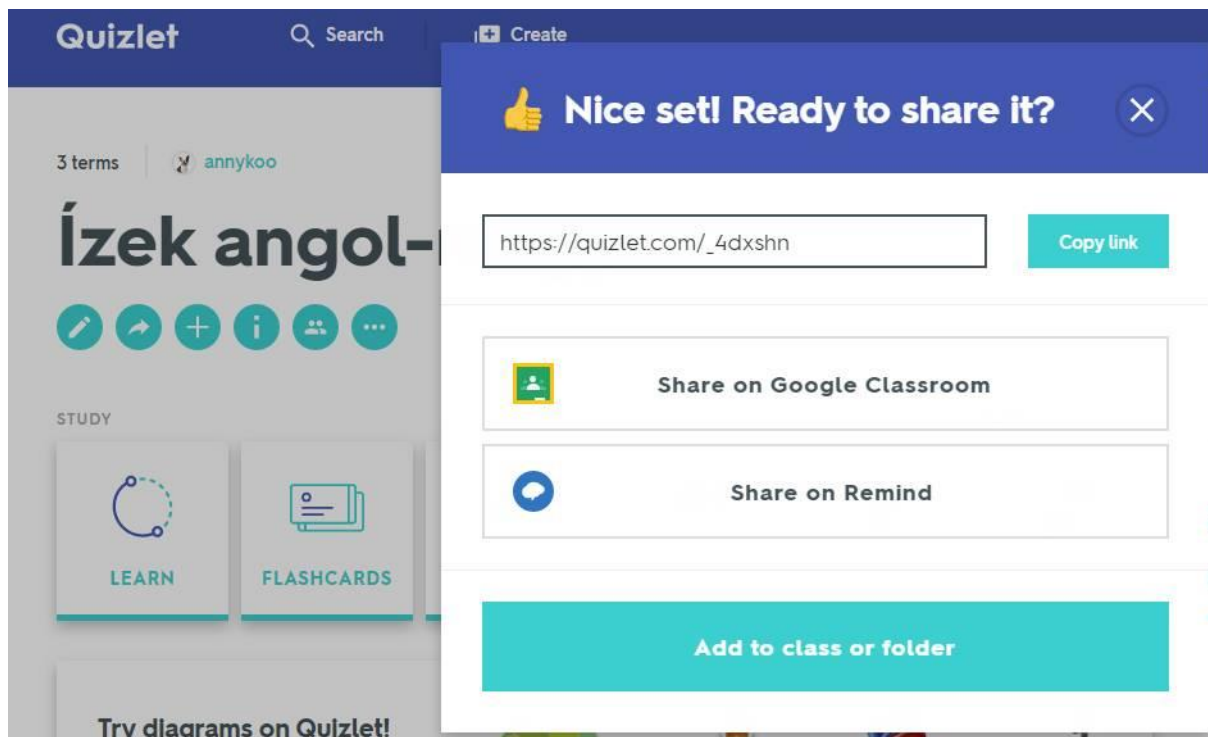 Quizlet
Search
Create
3 terms
annykoo
Ízek angol-
STUDY
LEARN
FLASHCARDS
Try diagrams on Quizlet!
👍 Nice set! Ready to share it?
https://quizlet.com/_4dxshn
Copy link
Share on Google Classroom
Share on Remind
Add to class or folder